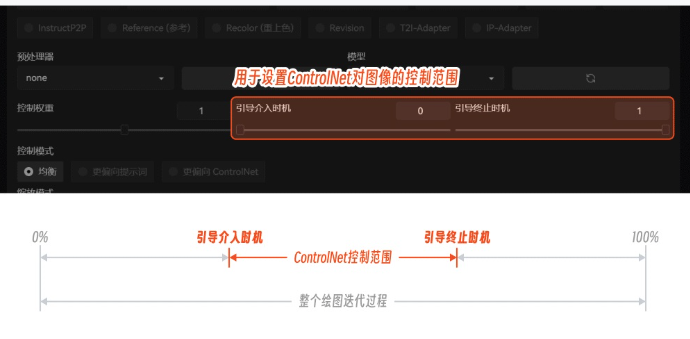 InstructP2P Reference (参考) Recolor (重上色) Revision T2I-Adapter IP-Adapter
预处理器 模型
none
用于设置ControlNet对图像的控制范围
控制权重 1 引导介入时机 0 引导终止时机 1
控制模式
均衡 更偏向提示词 更偏向 ControlNet
缩放模式
0% 引导介入时机 引导终止时机 100%
ControlNet控制范围
整个绘图迭代过程